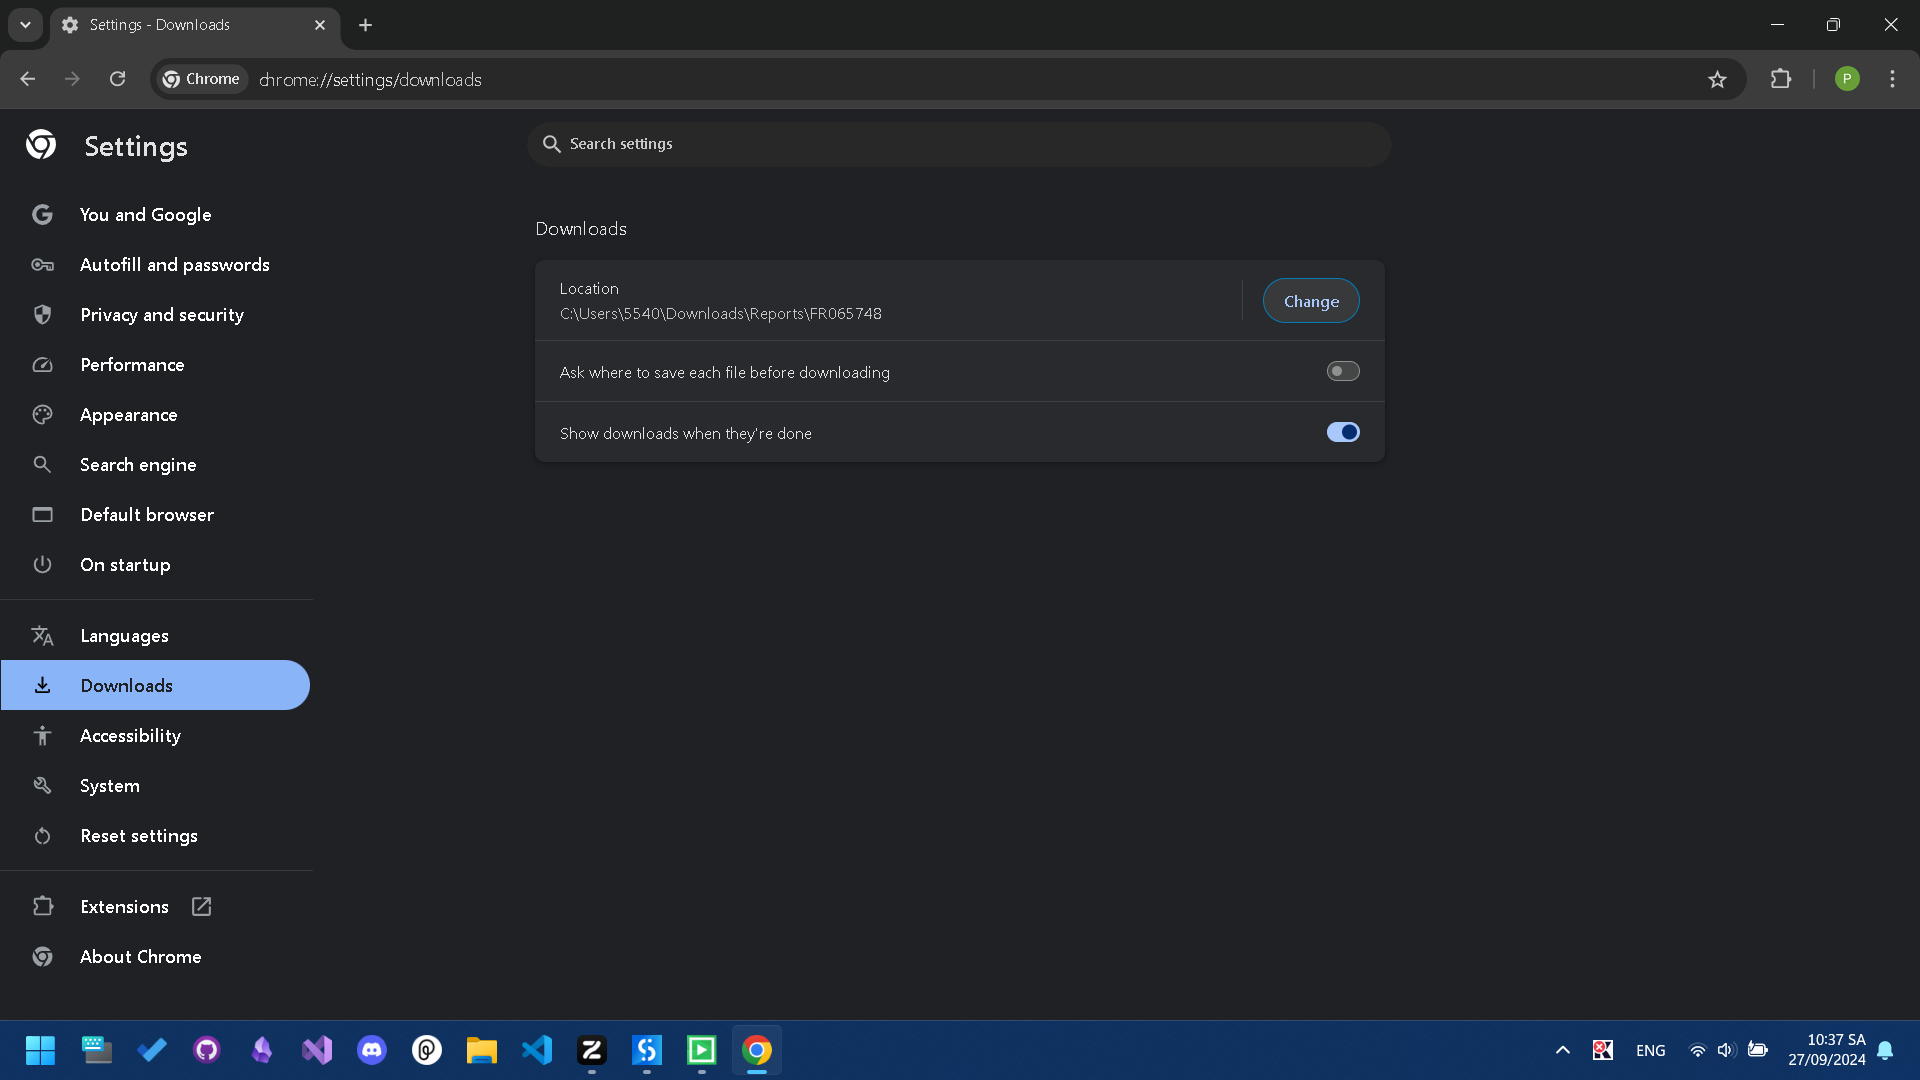 Settings - Downloads
Chrome
chrome://settings/downloads
P
Settings
Search settings
You and Google
Autofill and passwords
Privacy and security
Performance
Appearance
Search engine
Default browser
On startup
Languages
Downloads
Accessibility
System
Reset settings
Extensions
About Chrome
Downloads
Location
C:\Users\5540\Downloads\Reports\FR065748
Change
Ask where to save each file before downloading
Show downloads when they're done
ENG
10:37 SA
27/09/2024